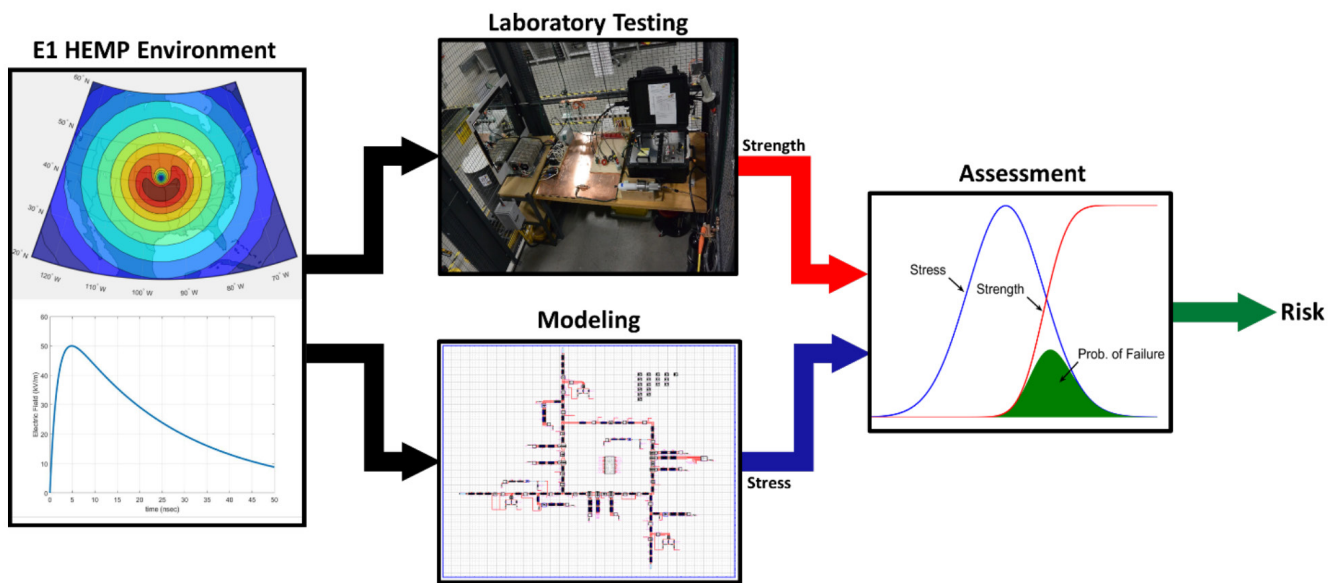 Laboratory Testing
E1 HEMP Environment
60° N
50° N
40° N
30° N
20° N
120° W
110° W
100° W
90° W
80° W
70° W
Electric Field (kV/m)
60
50
40
30
20
10
0
0 5 10 15 20 25 30 35 40 45 50
time (nsec)
Strength
Modeling
Stress
Assessment
Stress
Strength
Prob. of Failure
Risk